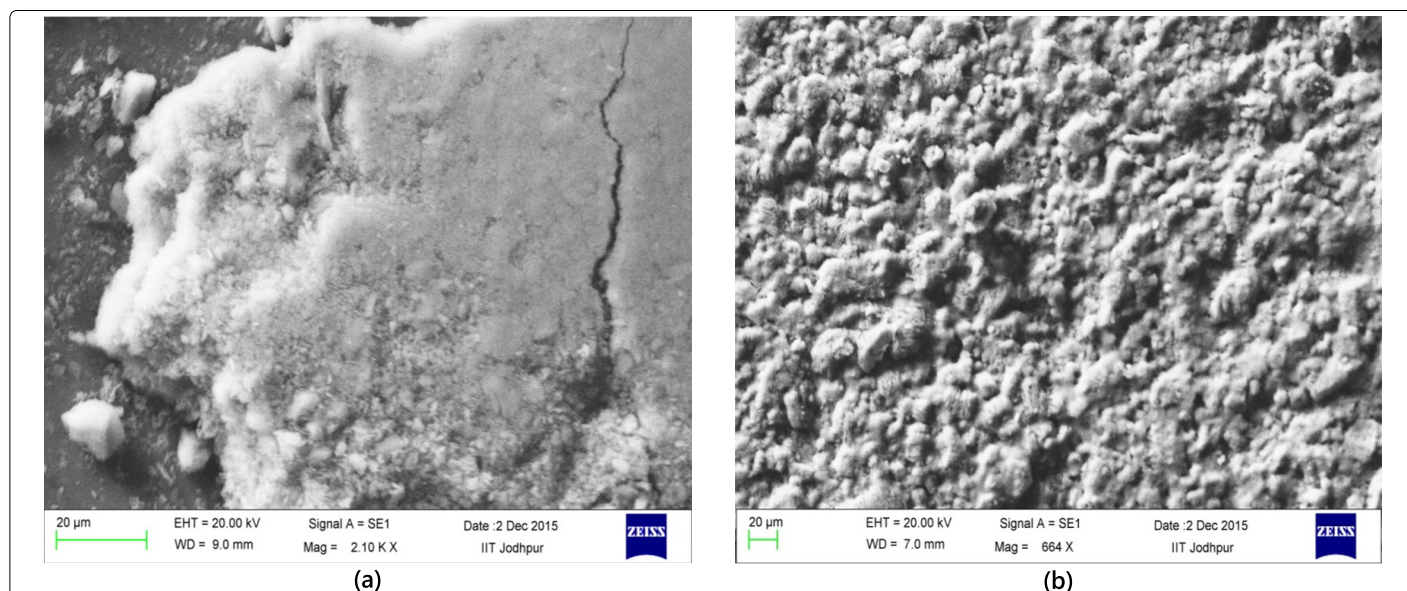 20 µm EHT = 20.00 kV Signal A = SE1 Date :2 Dec 2015 ZEISS
WD = 9.0 mm Mag = 2.10 K X IIT Jodhpur
(a)
20 µm EHT = 20.00 kV Signal A = SE1 Date :2 Dec 2015 ZEISS
WD = 7.0 mm Mag = 664 X IIT Jodhpur
(b)